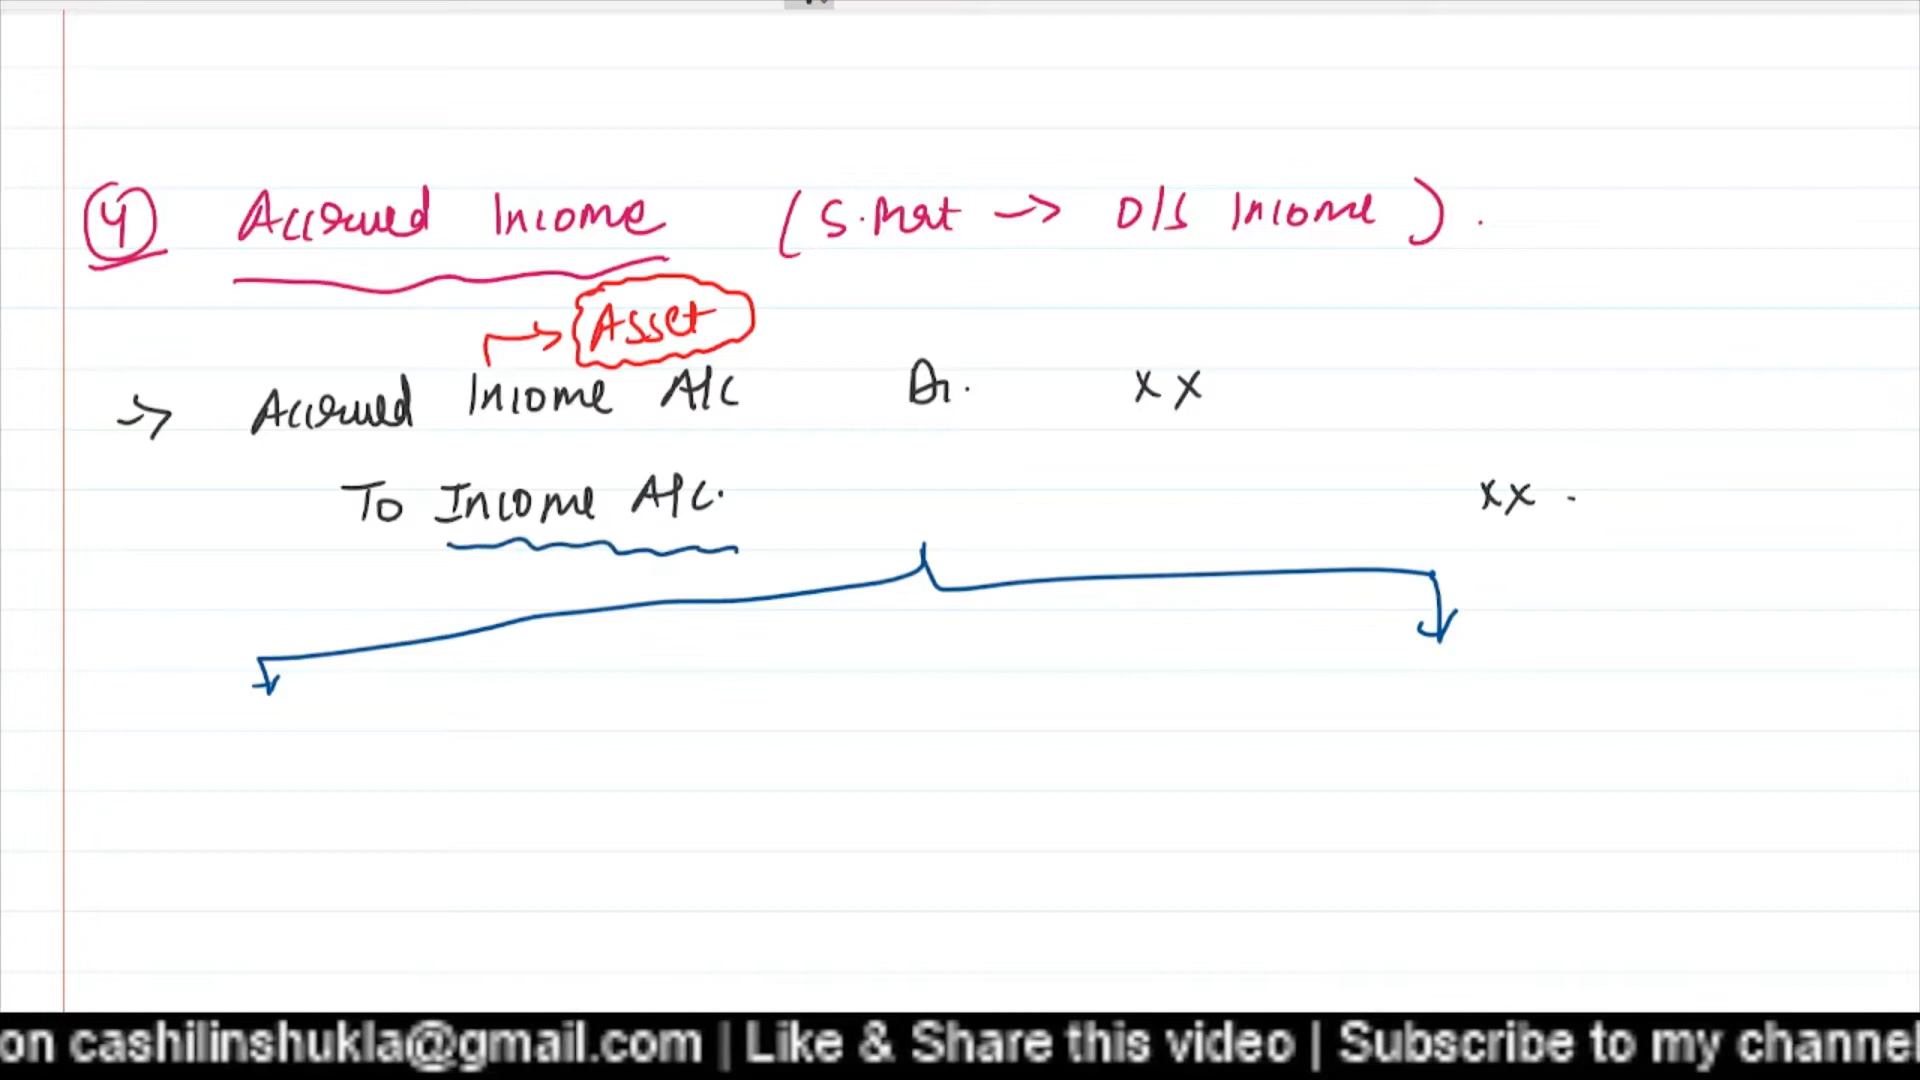 4 Accrued Income ( S. Mat -> O/S Income ) .
Asset
-> Accrued Income A/c Dr. xx
To Income A/c. xx .
on cashilinshukla@gmail.com | Like & Share this video | Subscribe to my channel